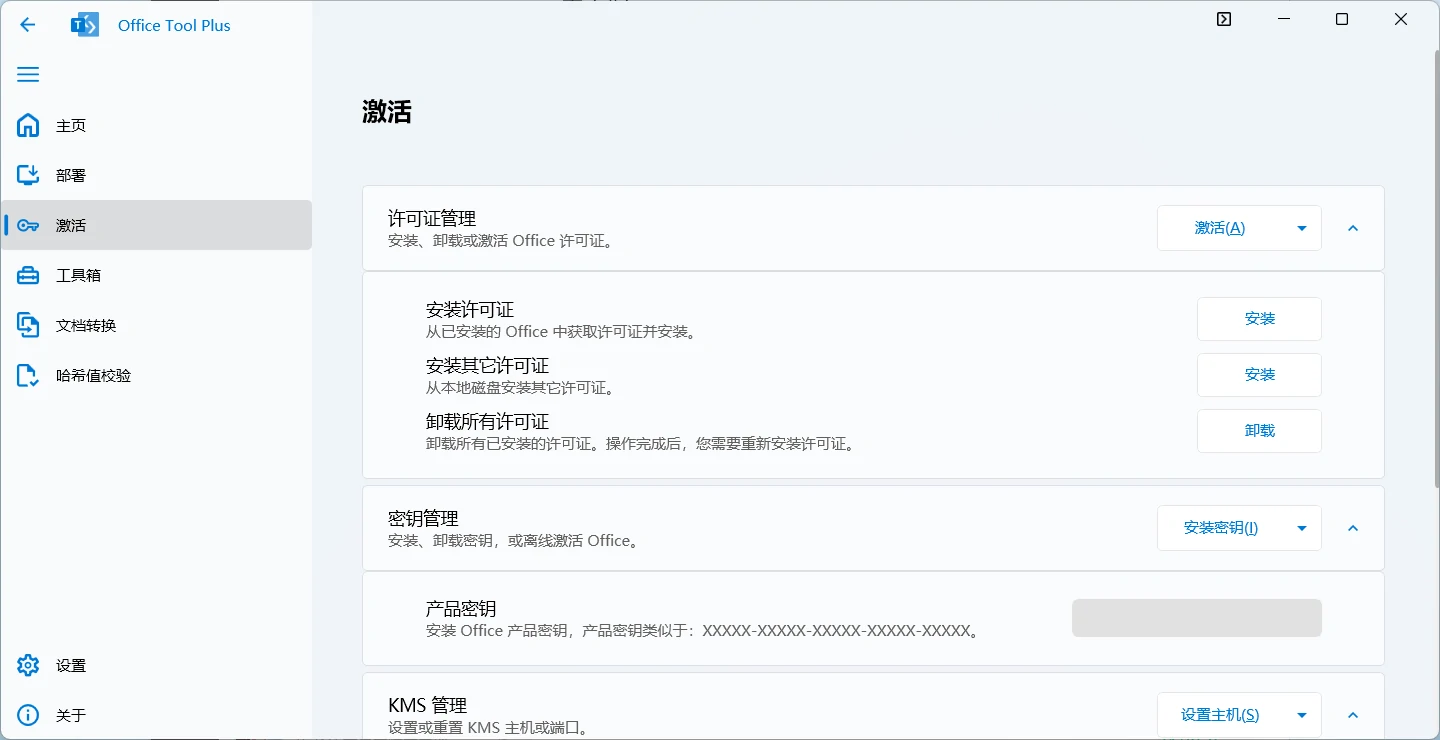 Office Tool Plus
主页
部署
激活
工具箱
文档转换
哈希值校验
设置
关于
激活
许可证管理
安装、卸载或激活 Office 许可证。
激活(A)
安装许可证
从已安装的 Office 中获取许可证并安装。
安装
安装其它许可证
从本地磁盘安装其它许可证。
安装
卸载所有许可证
卸载所有已安装的许可证。操作完成后，您需要重新安装许可证。
卸载
密钥管理
安装、卸载密钥，或离线激活 Office。
安装密钥(I)
产品密钥
安装 Office 产品密钥，产品密钥类似于：XXXXX-XXXXX-XXXXX-XXXXX-XXXXX。
KMS 管理
设置或重置 KMS 主机或端口。
设置主机(S)